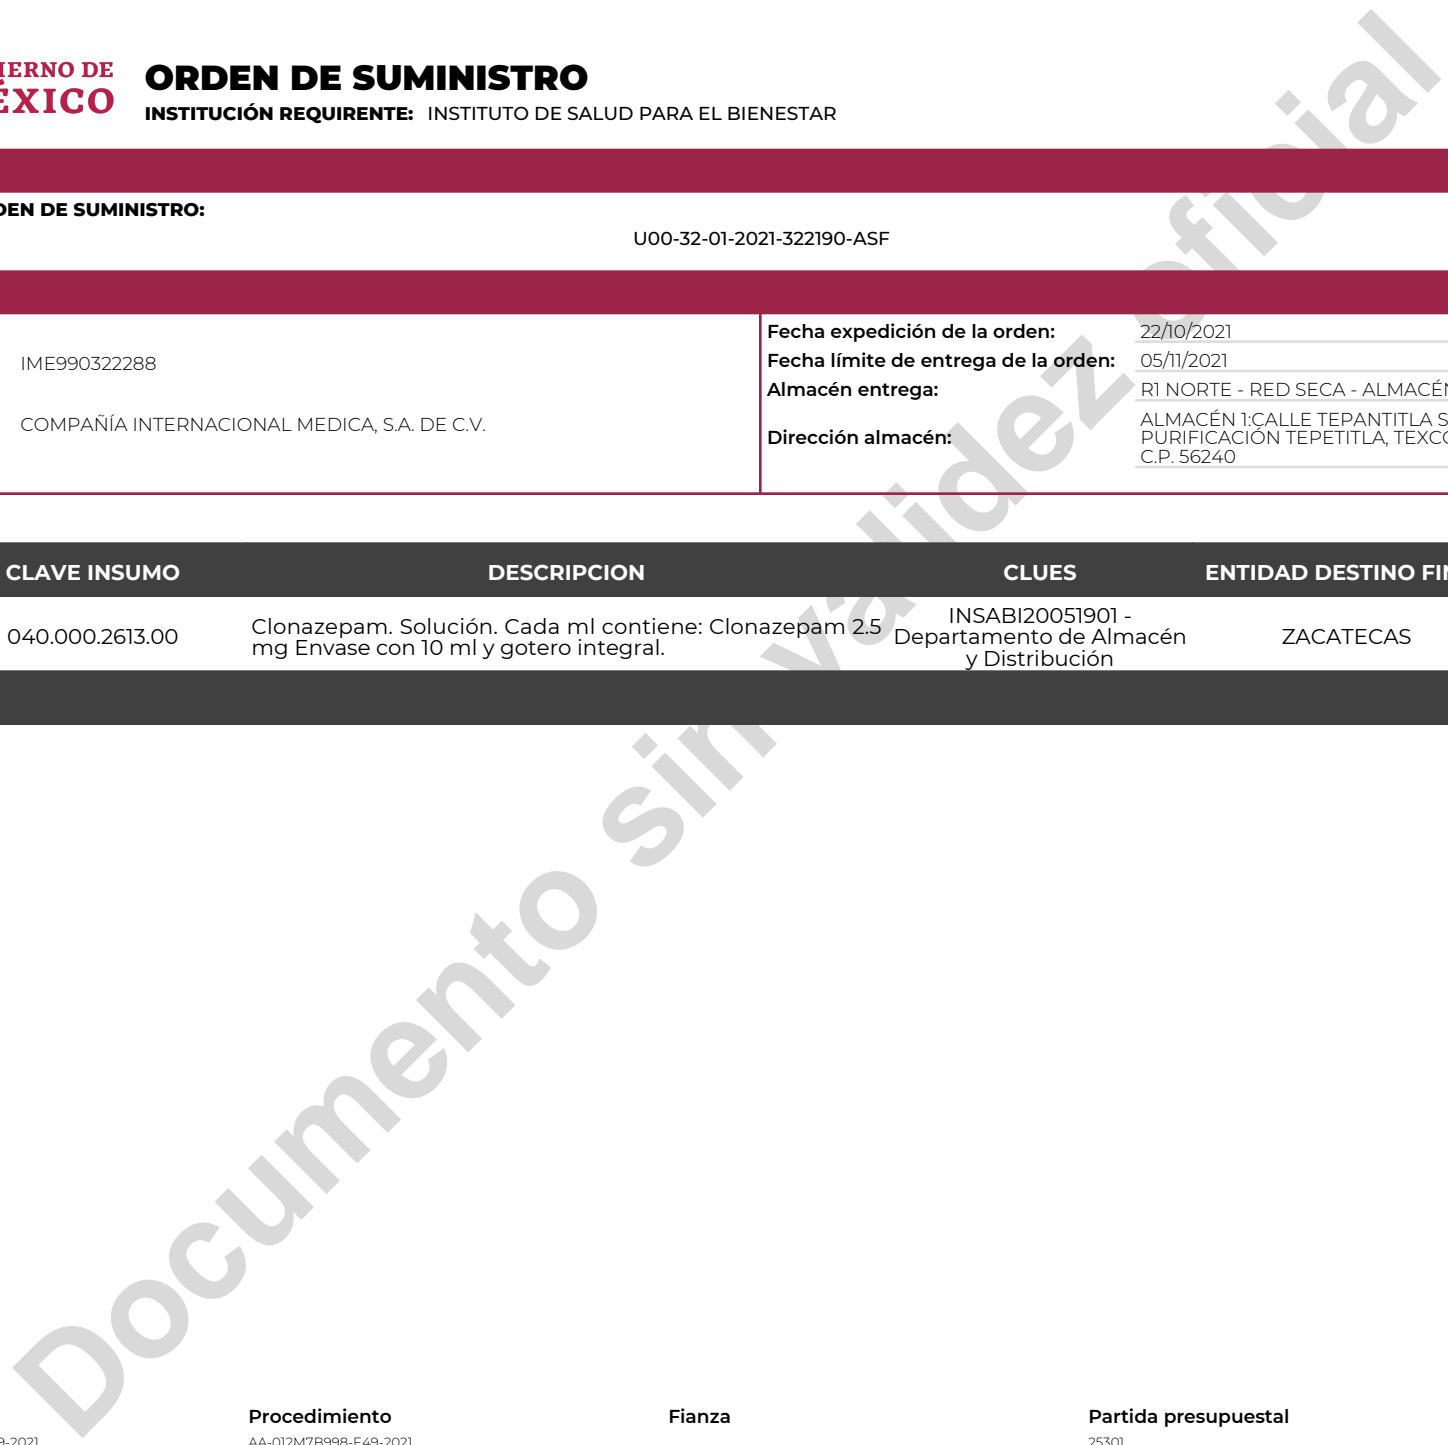 ORDEN DE SUMINISTRO
DE
INSTITUCIÓN REQUIRENTE: INSTITUTO DE SALUD PARA EL BIENESTAR
DE SUMINISTRO:
U00-32-01-2021-322190-ASF
IME990322288
COMPAÑÍA INTERNACIONAL MEDICA, S.A. DE C.V.
Fecha expedición de la orden: 22/10/2021
Fecha límite de entrega de la orden: 05/11/2021
Almacén entrega: R1 NORTE - RED SECA - ALMACÉN
Dirección almacén: ALMACÉN 1:CALLE TEPANTITLA
PURIFICACIÓN TEPETITLA,
C.P. 56240
CLAVE INSUMO DESCRIPCION CLUES ENTIDAD DESTINO
040.000.2613.00
Clonazepam. Solución. Cada ml contiene: Clonazepam 2.5
mg Envase con 10 ml y gotero integral.
INSABI20051901 -
Departamento de Almacén
y Distribución
ZACATECAS
Documento sin validez oficial
Procedimiento Fianza Partida presupuestal
AA-012M7B998-E49-2021 25301